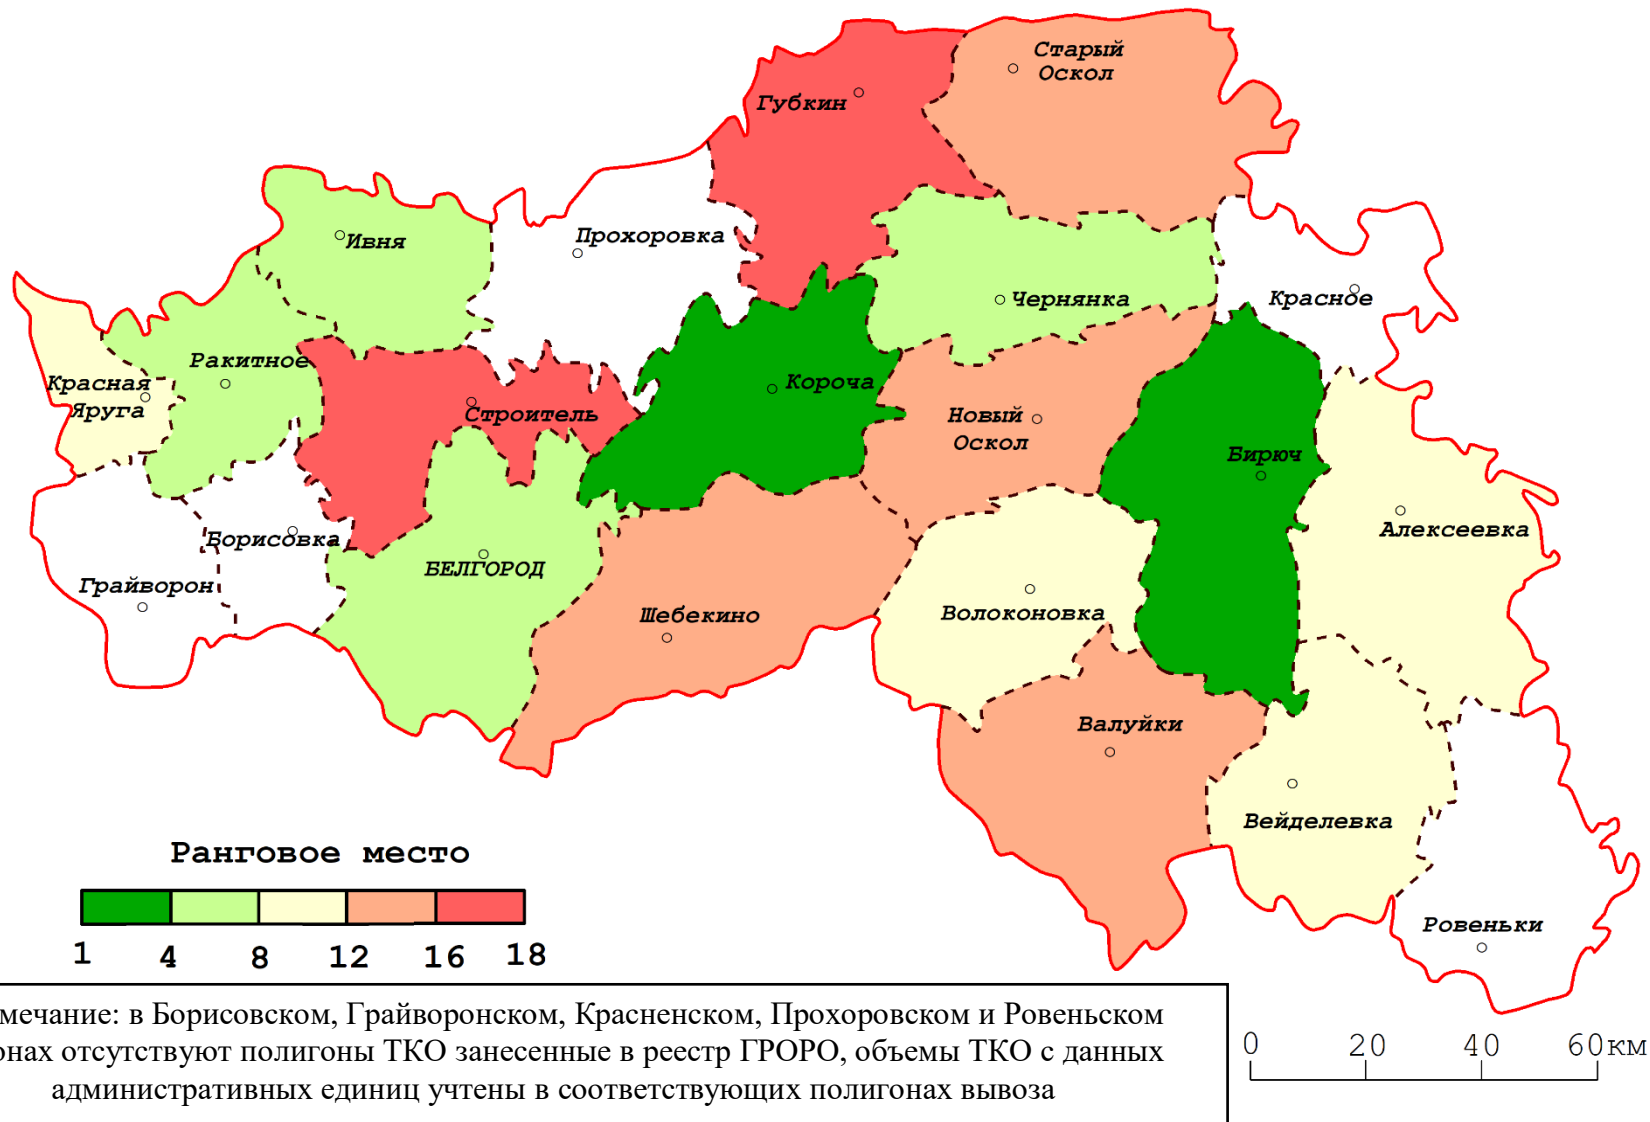 Старый
Оскол
Губкин
Прохоровка
Ивня
Чернянка
Красное
Ракитное
Красная
Яруга
Короча
Строитель
Новый
Оскол
Бирюч
Алексеевка
Борисовка
БЕЛГОРОД
Грайворон
Шебекино
Волоконовка
Валуйки
Вейделевка
Ровеньки
Ранговое место
1 4 8 12 16 18
мечание: в Борисовском, Грайворонском, Красненском, Прохоровском и Ровеньском
онах отсутствуют полигоны ТКО занесенные в реестр ГРОРО, объемы ТКО с данных
административных единиц учтены в соответствующих полигонах вывоза
0 20 40 60км